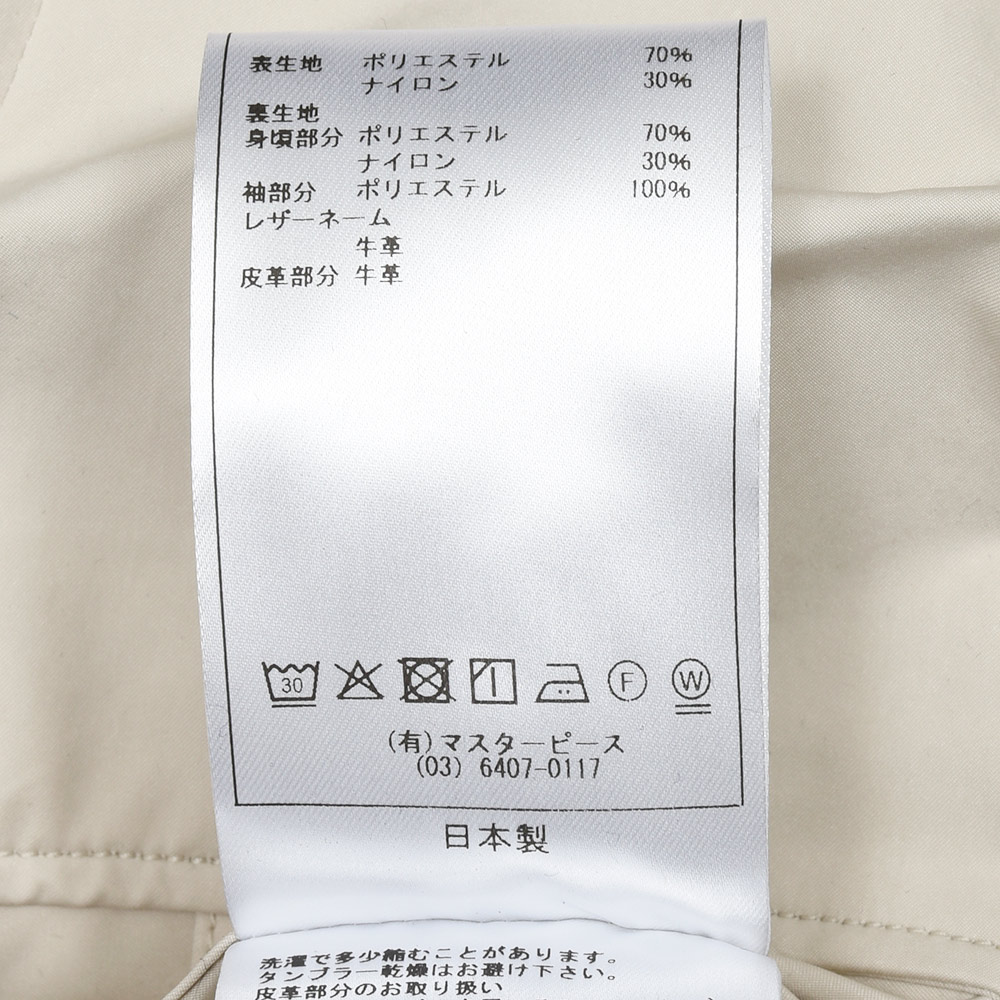 表生地 ポリエステル 70%
ナイロン 30%
裏生地
身頃部分 ポリエステル 70%
ナイロン 30%
袖部分 ポリエステル 100%
レザーネーム
牛革
皮革部分 牛革
30 F W
(有)マスターピース
(03) 6407-0117
日本製
洗濯で多少縮むことがあります。
タンブラー乾燥はお避け下さい。
皮革部分のお取り扱い